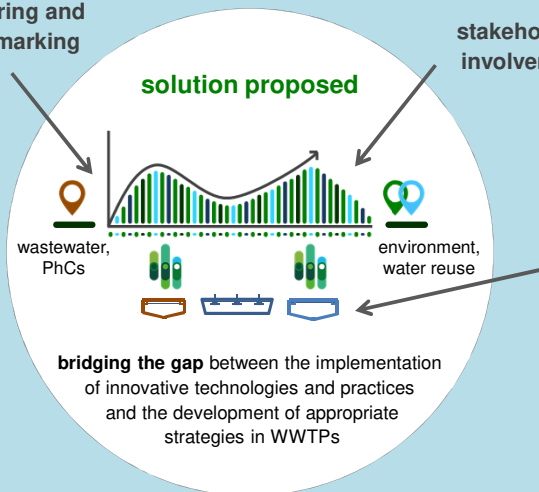 ring and
marking
stakeho
involve
solution proposed
wastewater,
PhCs
environment,
water reuse
bridging the gap between the implementation
of innovative technologies and practices
and the development of appropriate
strategies in WWTPs